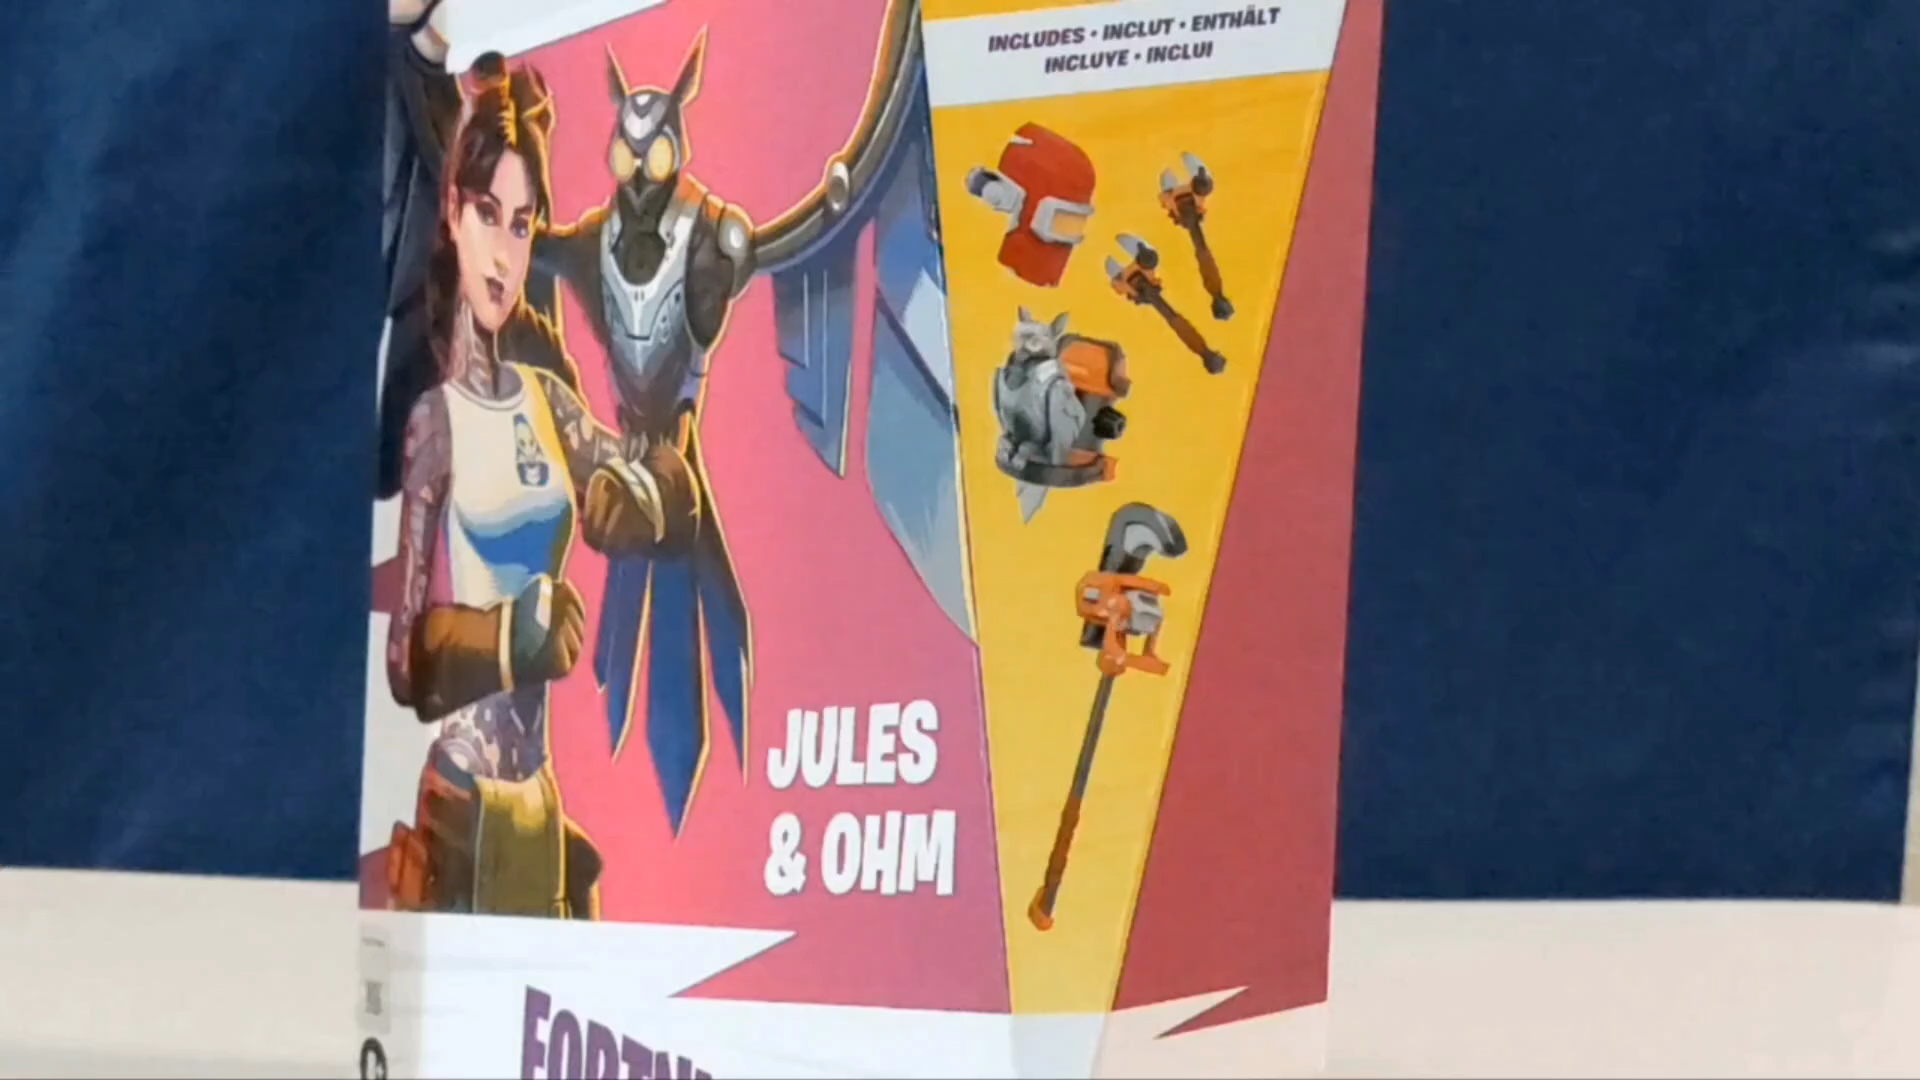 INCLUDES • INCLUT • ENTHÄLT
INCLUYE • INCLUI
JULES
& OHM